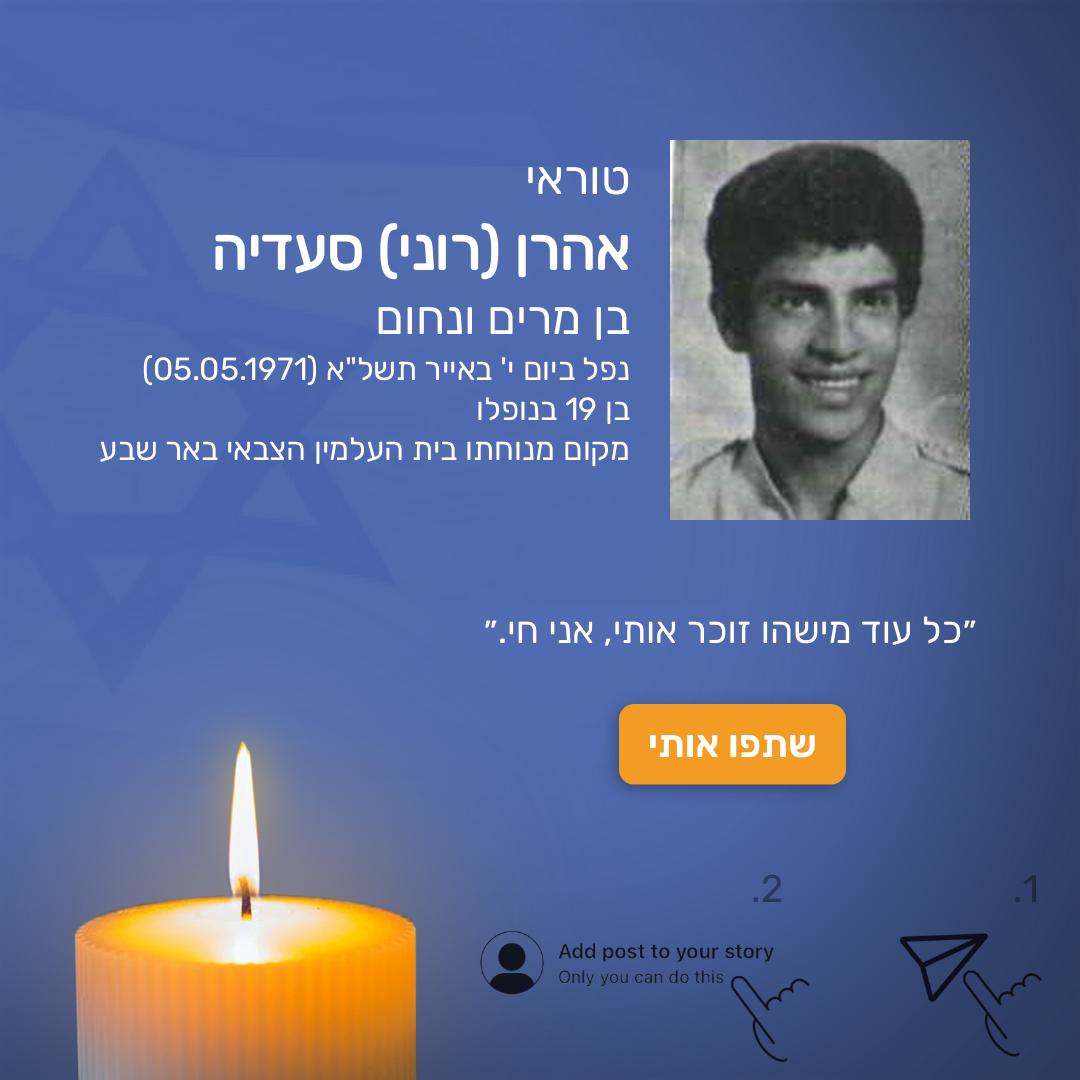 טוראי
אהרן (רוני) סעדיה
בן מרים ונחום
נפל ביום י' באייר תשל"א (05.05.1971)
בן 19 בנופלו
מקום מנוחתו בית העלמין הצבאי באר שבע
״כל עוד מישהו זוכר אותי, אני חי.״
שתפו אותי
.1
.2
Add post to your story
Only you can do this